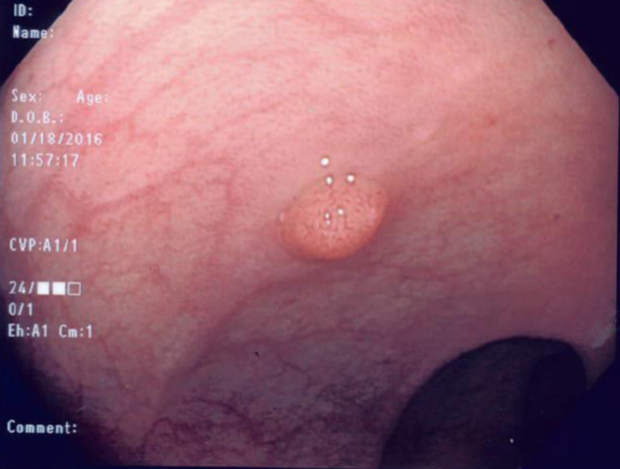 ID:
Name:
Sex: Age:
D.O.B.:
01/18/2016
11:57:17
CVP:A1/1
24/
0/1
Eh:A1 Cm:1
Comment: